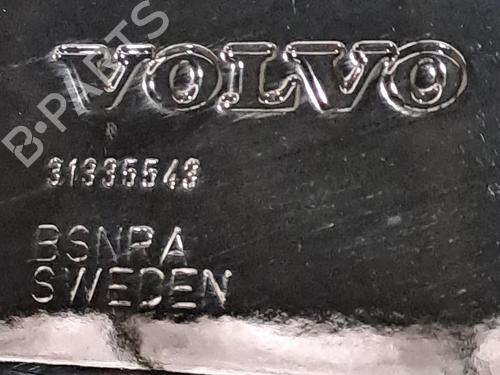 VOLVO
B-PARTS
31335543
BSNRA
SWEDEN